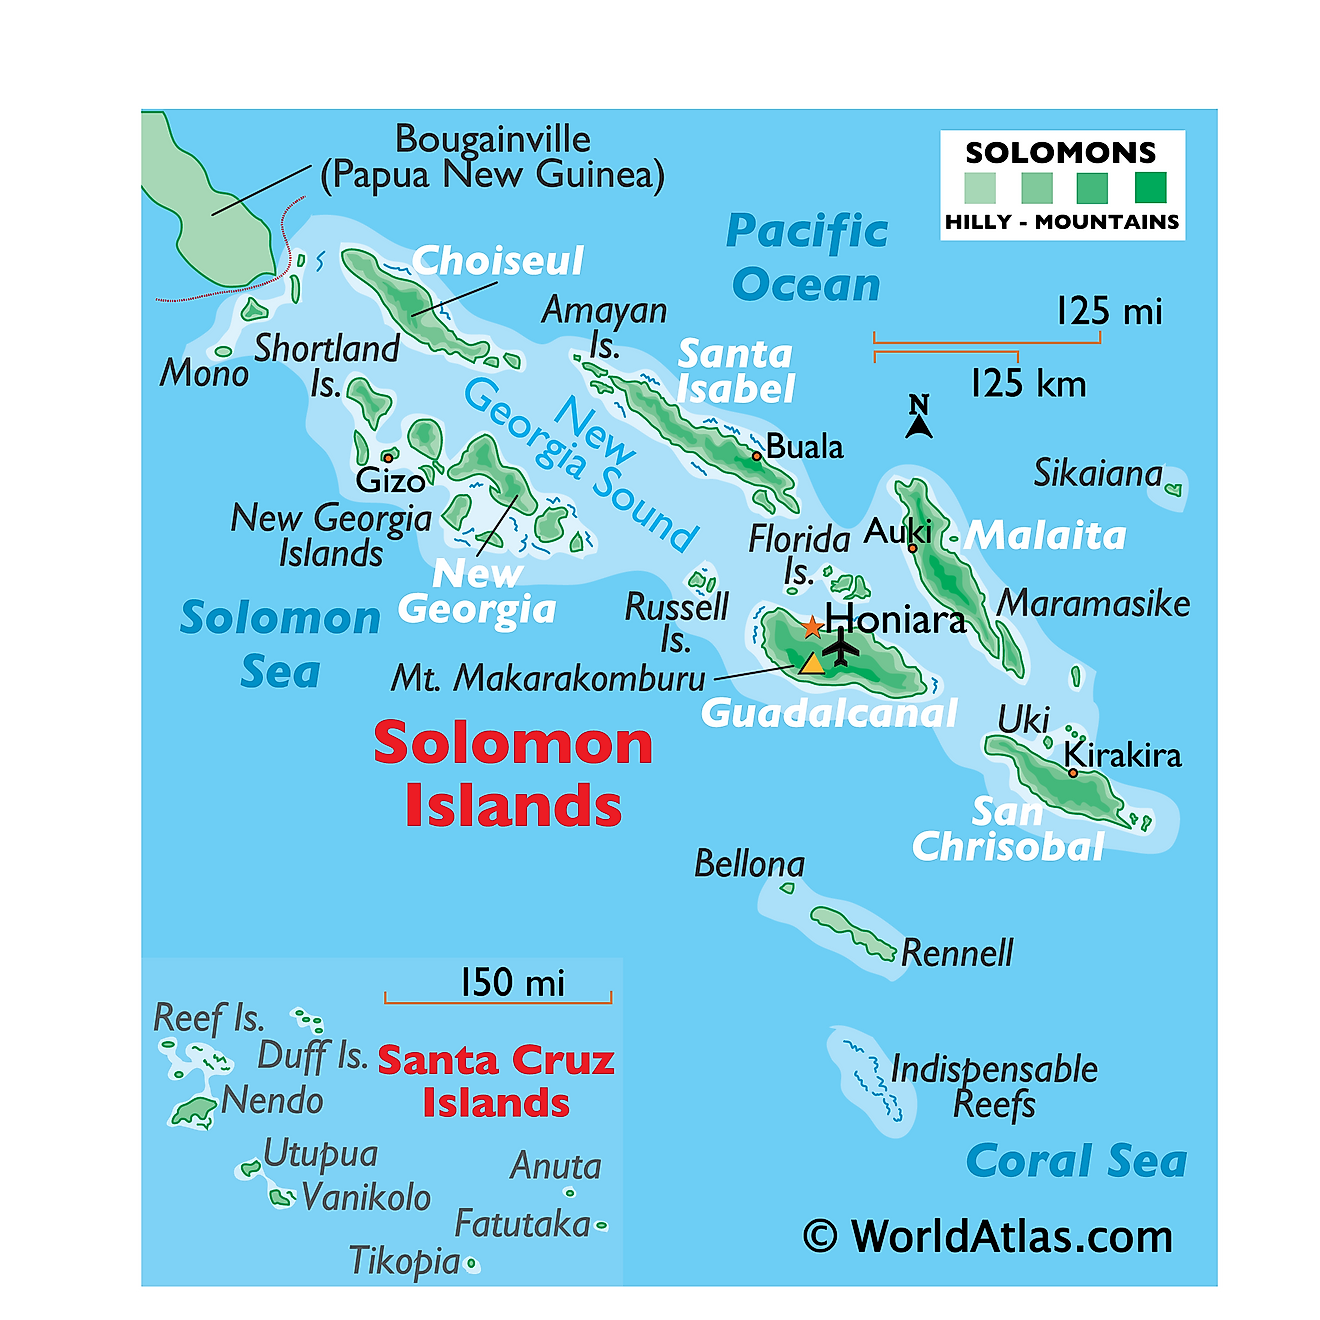 Bougainville
(Papua New Guinea)
SOLOMONS
HILLY - MOUNTAINS
Pacific
Ocean
Choiseul
Amayan
Is.
125 mi
125 km
N
Shortland
Is.
Mono
Santa
Isabel
New
Georgia Sound
Buala
Sikaiana
Gizo
New Georgia
Islands
Florida
Is.
Auki
Malaita
New
Georgia
Maramasike
Solomon
Sea
Russell
Is.
Honiara
Mt. Makarakomburu
Guadalcanal
Solomon
Islands
Uki
Kirakira
San
Chrisobal
Bellona
Rennell
150 mi
Reef Is.
Duff Is.
Santa Cruz
Islands
Nendo
Indispensable
Reefs
Utupua
Anuta
Vanikolo
Fatutaka
Tikopia
Coral Sea
© WorldAtlas.com